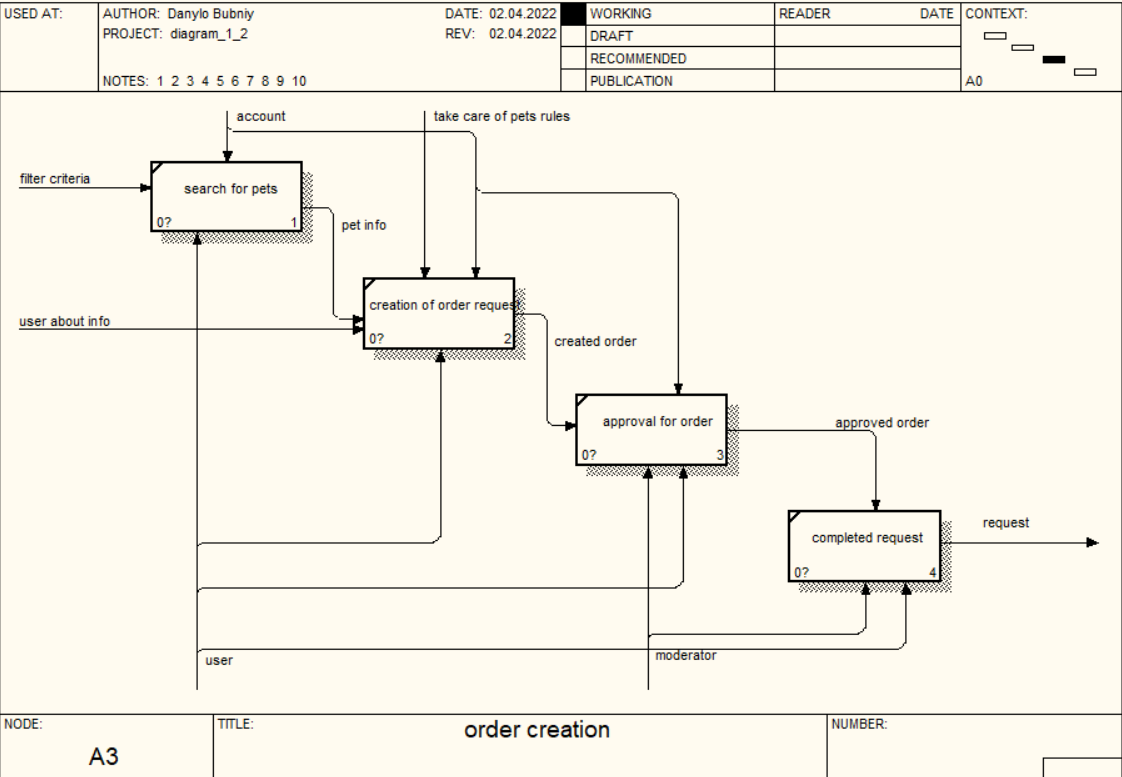 USED AT:
AUTHOR: Danylo Bubniy
DATE: 02.04.2022
WORKING
READER
DATE
CONTEXT:
PROJECT: diagram_1_2
REV: 02.04.2022
DRAFT
RECOMMENDED
NOTES: 1 2 3 4 5 6 7 8 9 10
PUBLICATION
A0
account
take care of pets rules
filter criteria
search for pets
0?
1
pet info
creation of order request
user about info
0?
2
created order
approval for order
approved order
0?
3
request
completed request
0?
4
user
moderator
NODE:
TITLE:
order creation
NUMBER:
A3